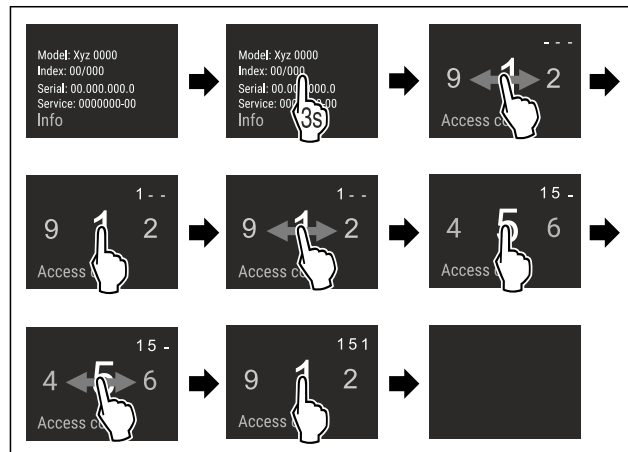 Model: Xyz 0000
Index: 00/000
Serial: 00.000.000.0
Service: 0000000-00
Info
Model: Xyz 0000
Index: 00/000
Serial: 00.000.000.0
Service: 0000000-00
Info
3s
- - -
9 1 2
Access
1 - -
9 1 2
Access
1 - -
9 1 2
Access
1 5 -
4 5 6
Access
1 5 -
4 5 6
Access
1 5 1
9 1 2
Access